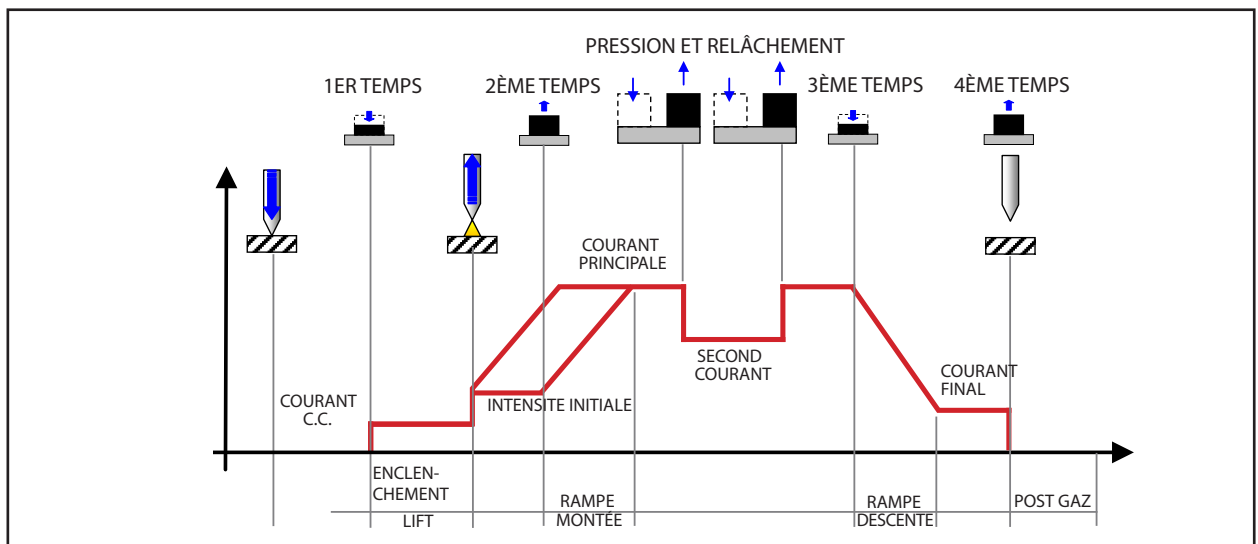 PRESSION ET RELÂCHEMENT
1ER TEMPS
2ÈME TEMPS
3ÈME TEMPS
4ÈME TEMPS
COURANT
PRINCIPALE
SECOND
COURANT
COURANT
FINAL
COURANT
C.C.
INTENSITE INITIALE
ENCLEN-
CHEMENT
LIFT
RAMPE
MONTÉE
RAMPE
DESCENTE
POST GAZ